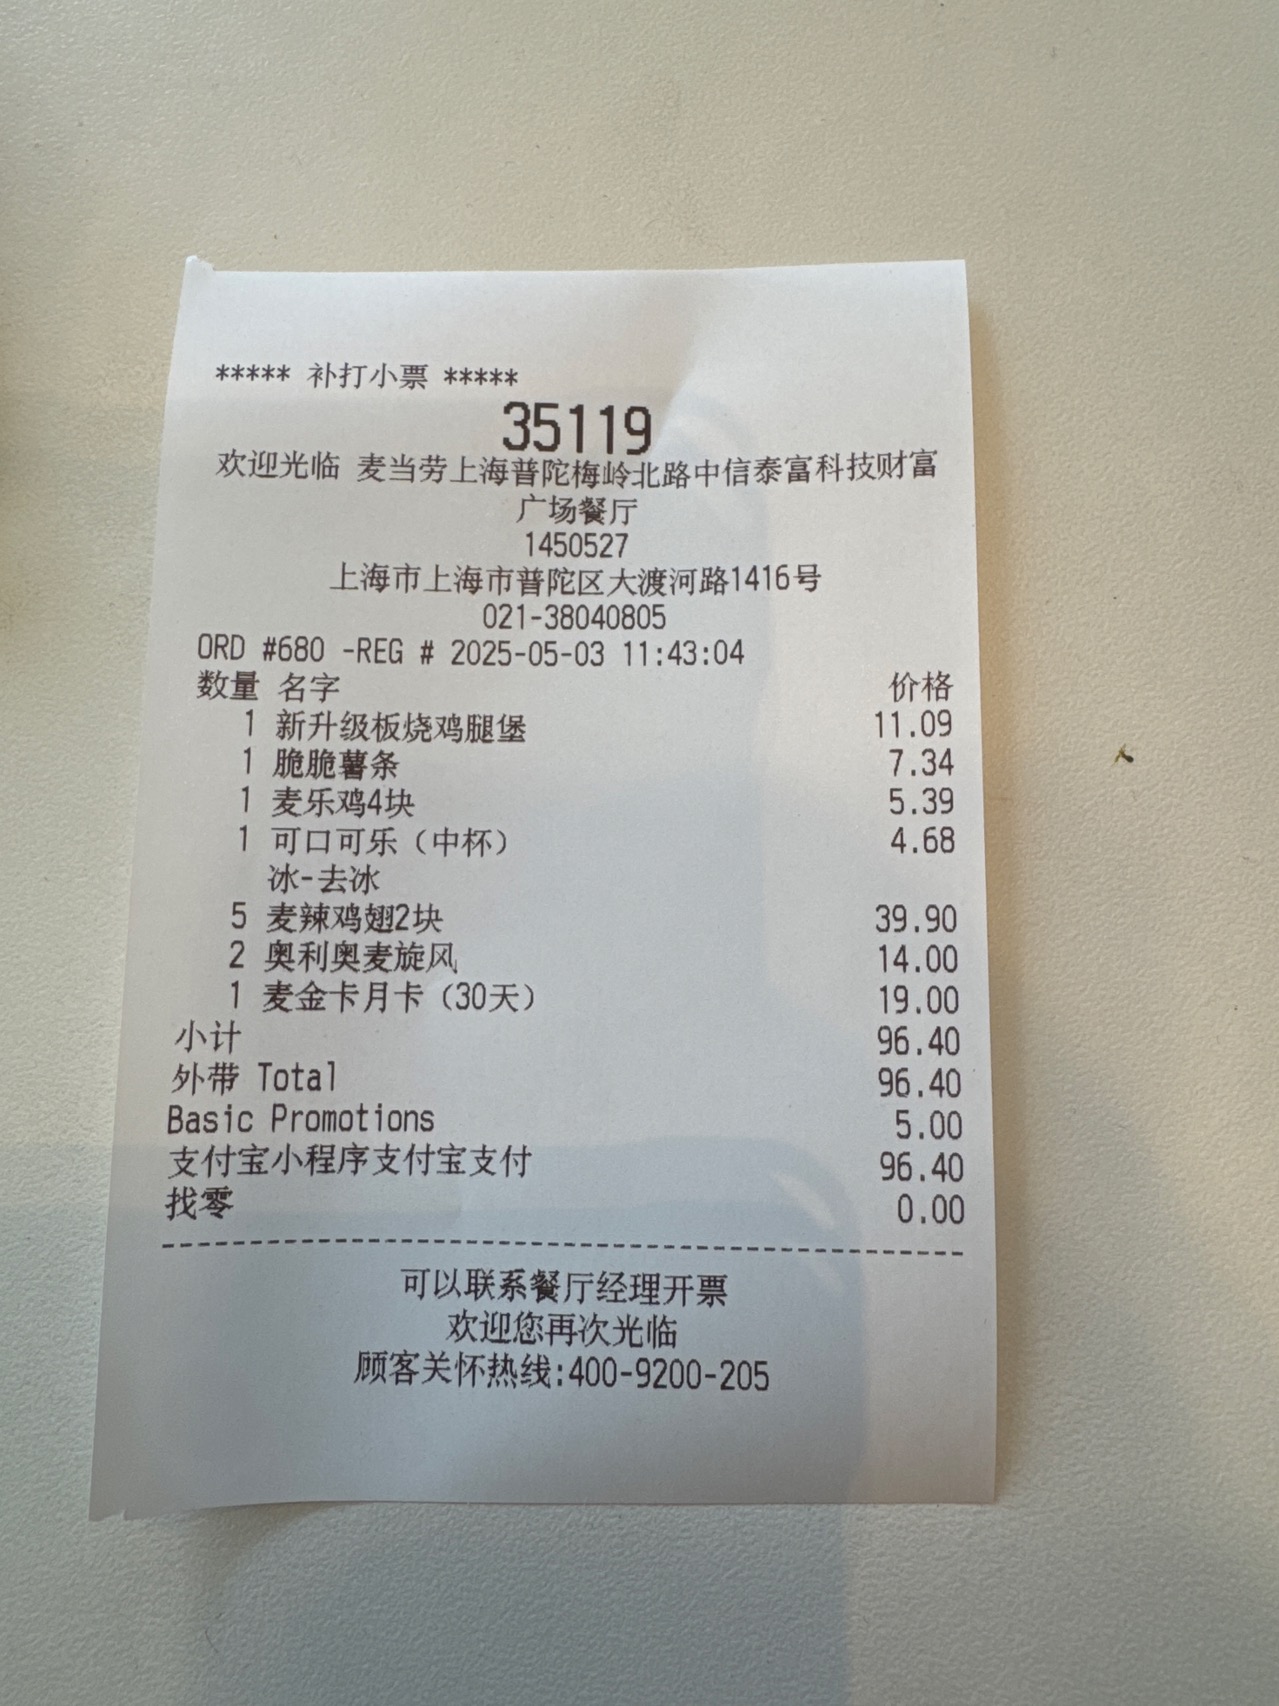 ***** 补打小票 *****
35119
欢迎光临 麦当劳上海普陀梅岭北路中信泰富科技财富
广场餐厅
1450527
上海市上海市普陀区大渡河路1416号
021-38040805
ORD #680 -REG # 2025-05-03 11:43:04
数量 名字 价格
1 新升级板烧鸡腿堡 11.09
1 脆脆薯条 7.34
1 麦乐鸡4块 5.39
1 可口可乐（中杯） 4.68
冰-去冰
5 麦辣鸡翅2块 39.90
2 奥利奥麦旋风 14.00
1 麦金卡月卡（30天） 19.00
小计 96.40
外带 Total 96.40
Basic Promotions 5.00
支付宝小程序支付宝支付 96.40
找零 0.00
--------------------------------------------------
可以联系餐厅经理开票
欢迎您再次光临
顾客关怀热线:400-9200-205